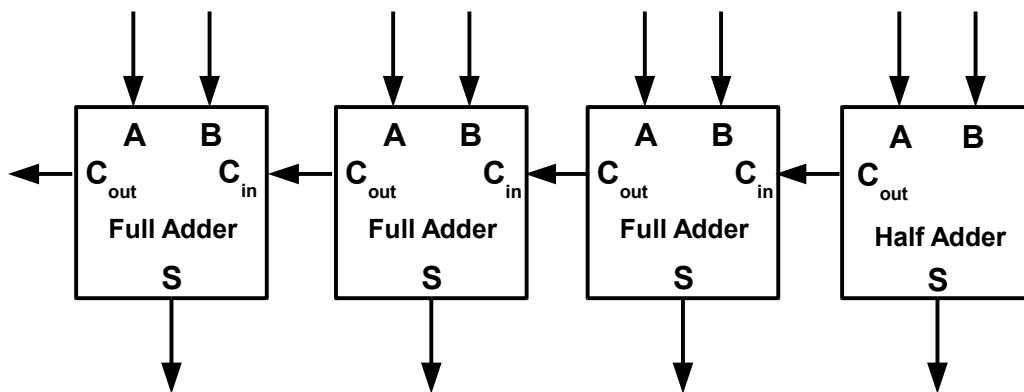 A B
C_out C_in
Full Adder
S
A B
C_out C_in
Full Adder
S
A B
C_out C_in
Full Adder
S
A B
C_out
Half Adder
S